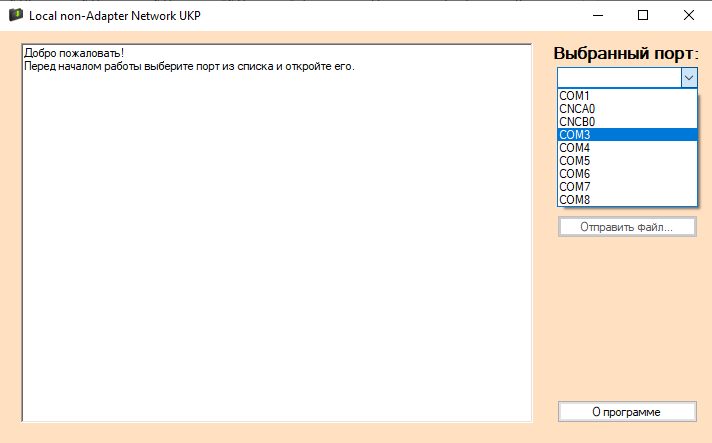 Local non-Adapter Network UKP
Добро пожаловать!
Перед началом работы выберите порт из списка и откройте его.
Выбранный порт:
COM1
CNCA0
CNCB0
COM3
COM4
COM5
COM6
COM7
COM8
Отправить файл...
О программе